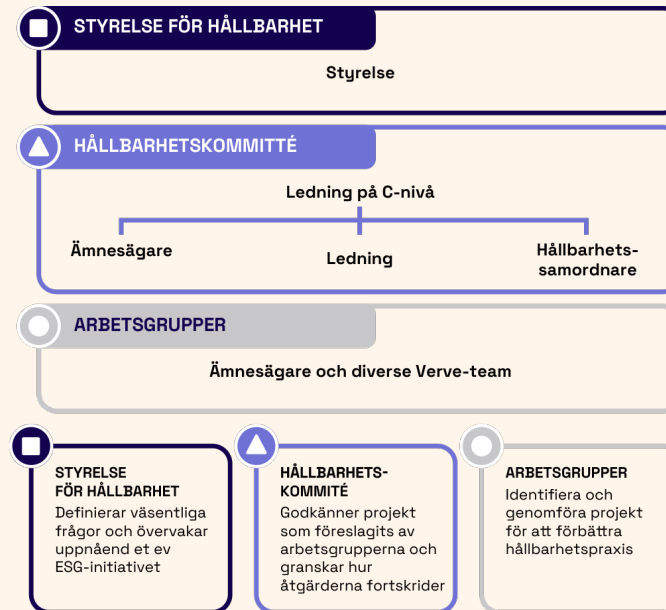 STYRELSE FÖR HÅLLBARHET
Styrelse
HÅLLBARHETSKOMMITTÉ
Ledning på C-nivå
Ämnesägare
Ledning
Hållbarhets-
samordnare
ARBETSGRUPPER
Ämnesägare och diverse Verve-team
STYRELSE
FÖR HÅLLBARHET
Definierar väsentliga
frågor och övervakar
uppnåend et ev
ESG-initiativet
HÅLLBARHETS-
KOMMITÉ
Godkänner projekt
som föreslagits av
arbetsgrupperna och
granskar hur
åtgärderna fortskrider
ARBETSGRUPPER
Identifiera och
genomföra projekt
för att förbättra
hållbarhetspraxis